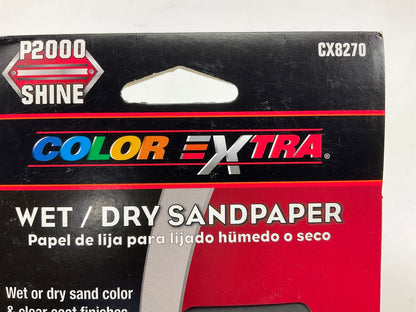 P2000
SHINE
CX8270
COLOR EXTRA®
WET / DRY SANDPAPER
Papel de lija para lijado hümedo o seco
Wet or dry sand color
& clear coat finishes